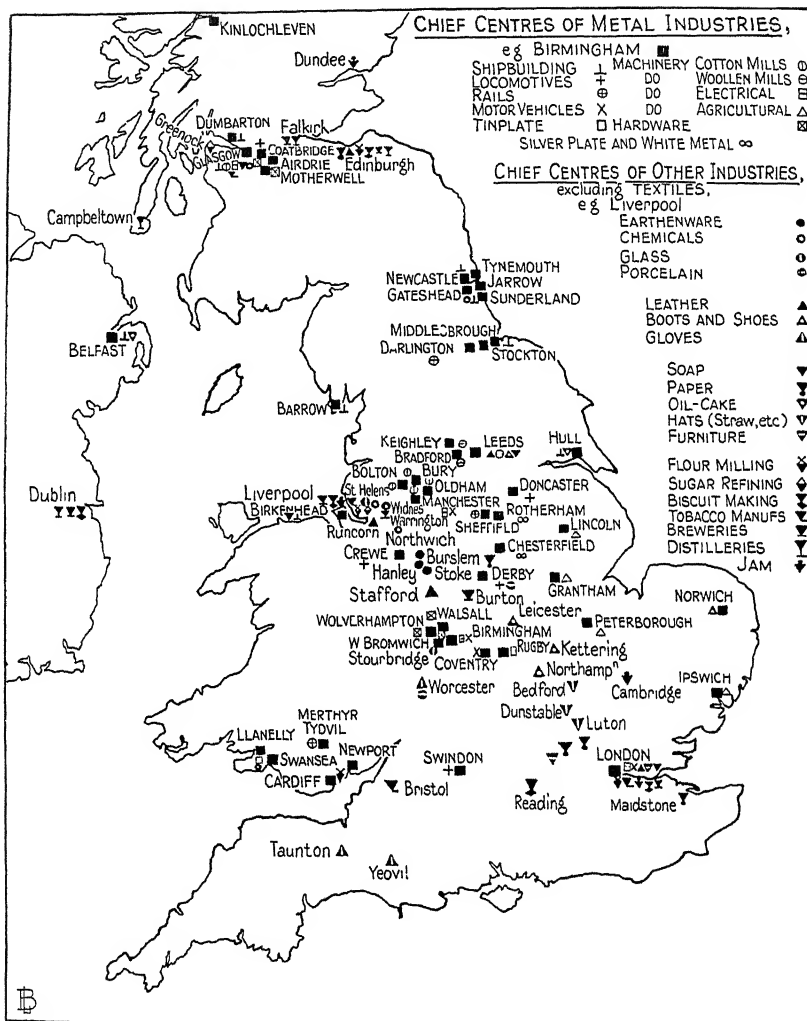 CHIEF CENTRES OF METAL INDUSTRIES,
eg BIRMINGHAM
SHIPBUILDING MACHINERY COTTON MILLS
LOCOMOTIVES DO WOOLLEN MILLS
RAILS DO ELECTRICAL
MOTOR VEHICLES DO AGRICULTURAL
TINPLATE HARDWARE
SILVER PLATE AND WHITE METAL
CHIEF CENTRES OF OTHER INDUSTRIES,
excluding TEXTILES,
eg Liverpool
EARTHENWARE
CHEMICALS
GLASS
PORCELAIN
LEATHER
BOOTS AND SHOES
GLOVES
SOAP
PAPER
OIL-CAKE
HATS (Straw,etc)
FURNITURE
FLOUR MILLING
SUGAR REFINING
BISCUIT MAKING
TOBACCO MANUFS
BREWERIES
DISTILLERIES
JAM
KINLOCHLEVEN
Dundee
DUMBARTON
Falkirk
Greenock
GLASGOW
COATBRIDGE
AIRDRIE
MOTHERWELL
Edinburgh
Campbeltown
TYNEMOUTH
NEWCASTLE
JARROW
GATESHEAD
SUNDERLAND
BELFAST
MIDDLESBROUGH
DARLINGTON
STOCKTON
BARROW
KEIGHLEY
LEEDS
HULL
BRADFORD
BOLTON
BURY
OLDHAM
DONCASTER
Dublin
Liverpool
St Helens
MANCHESTER
BIRKENHEAD
Widnes
ROTHERHAM
Runcorn
Warrington
SHEFFIELD
LINCOLN
Northwich
CREWE
Burslem
CHESTERFIELD
Hanley
Stoke
DERBY
GRANTHAM
Stafford
Burton
Leicester
NORWICH
WOLVERHAMPTON
WALSALL
PETERBOROUGH
W BROMWICH
BIRMINGHAM
RUGBY
Kettering
Stourbridge
COVENTRY
Northampn
Worcester
Bedford
Cambridge
IPSWICH
Dunstable
Luton
MERTHYR
TYDVIL
LLANELLY
SWANSEA
NEWPORT
CARDIFF
Bristol
SWINDON
LONDON
Reading
Maidstone
Taunton
Yeovil